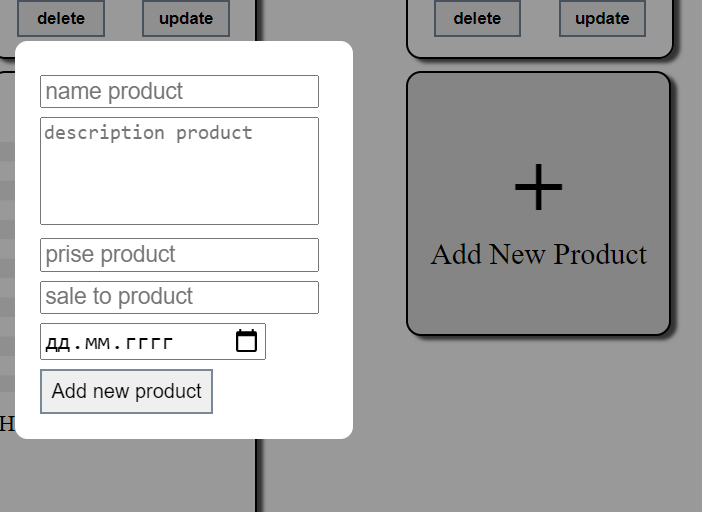 delete update
delete update
name product
description product
prise product
sale to product
дд.мм.гггг
Add new product
H
Add New Product